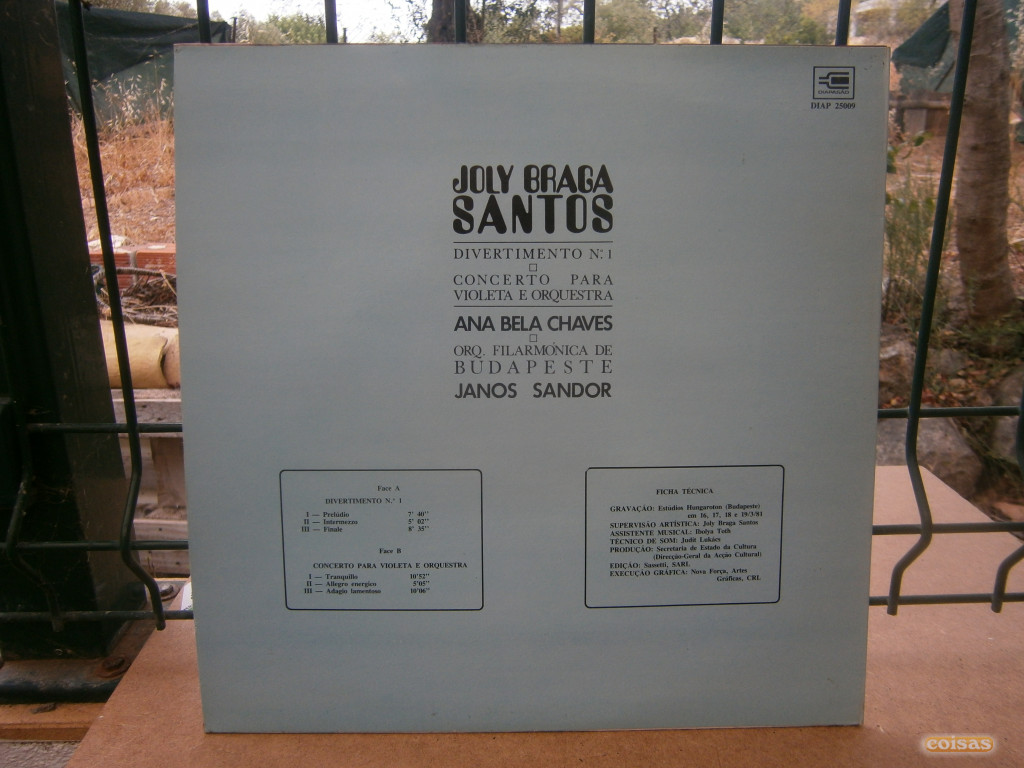 DIAPASÃO
DIAP 25009
JOLY BRAGA
SANTOS
DIVERTIMENTO N.º 1
CONCERTO PARA
VIOLETA E ORQUESTRA
ANA BELA CHAVES
ORQ. FILARMÓNICA DE
BUDAPESTE
JANOS SANDOR
Face A
DIVERTIMENTO N.º 1
I — Prelúdio 7' 40"
II — Intermezzo 5' 02"
III — Finale 8' 35"
Face B
CONCERTO PARA VIOLETA E ORQUESTRA
I — Tranquillo 10'52"
II — Allegro energico 5'05"
III — Adagio lamentoso 10'06"
FICHA TÉCNICA
GRAVAÇÃO: Estúdios Hungaroton (Budapeste)
em 16, 17, 18 e 19/3/81
SUPERVISÃO ARTÍSTICA: Joly Braga Santos
ASSISTENTE MUSICAL: Ibolya Toth
TÉCNICO DE SOM: Judit Lukács
PRODUÇÃO: Secretaria de Estado da Cultura
(Direcção-Geral da Acção Cultural)
EDIÇÃO: Sassetti, SARL
EXECUÇÃO GRÁFICA: Nova Força, Artes
Gráficas, CRL
coisas